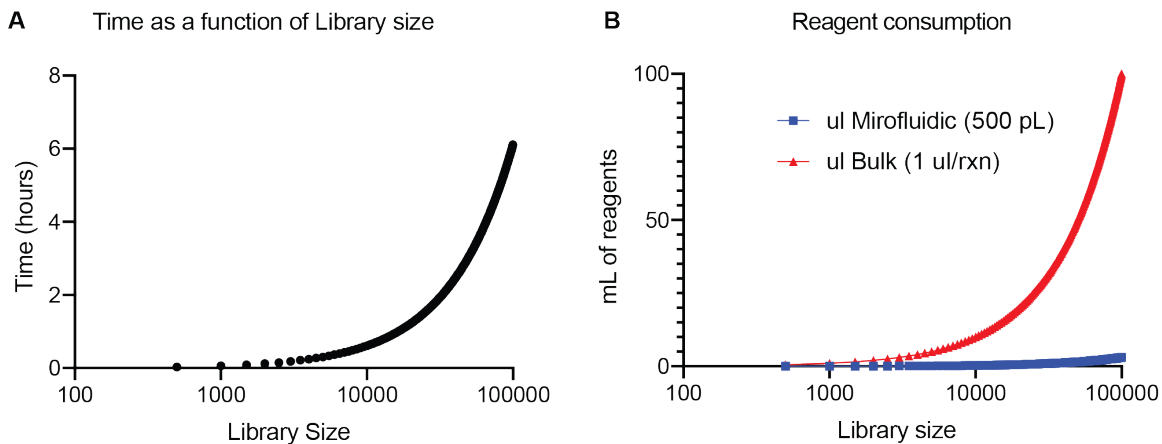 A
Time as a function of Library size
8
6
4
2
0
Time (hours)
100
1000
10000
100000
Library Size
B
Reagent consumption
100
50
0
mL of reagents
ul Mirofluidic (500 pL)
ul Bulk (1 ul/rxn)
100
1000
10000
100000
Library size